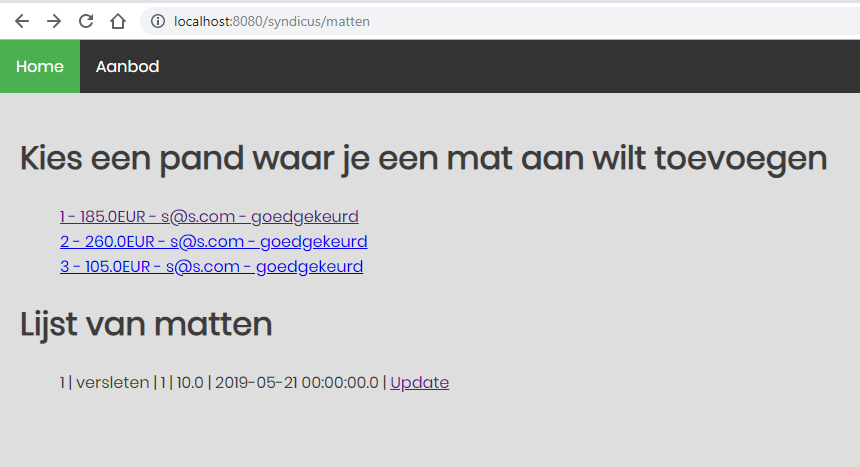 localhost:8080/syndicus/matten
Home Aanbod
Kies een pand waar je een mat aan wilt toevoegen
1 - 185.0EUR - s@s.com - goedgekeurd
2 - 260.0EUR - s@s.com - goedgekeurd
3 - 105.0EUR - s@s.com - goedgekeurd
Lijst van matten
1 | versleten | 1 | 10.0 | 2019-05-21 00:00:00.0 | Update